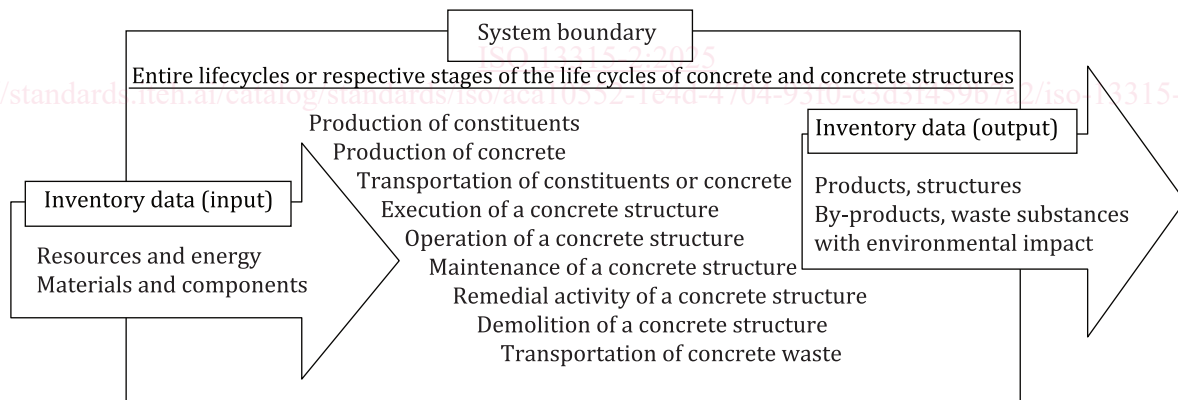 System boundary
ISO 13315-2:2025
Entire lifecycles or respective stages of the life cycles of concrete and concrete structures
Production of constituents
Production of concrete
Transportation of constituents or concrete
Execution of a concrete structure
Operation of a concrete structure
Maintenance of a concrete structure
Remedial activity of a concrete structure
Demolition of a concrete structure
Transportation of concrete waste
Inventory data (input)
Resources and energy
Materials and components
Inventory data (output)
Products, structures
By-products, waste substances
with environmental impact